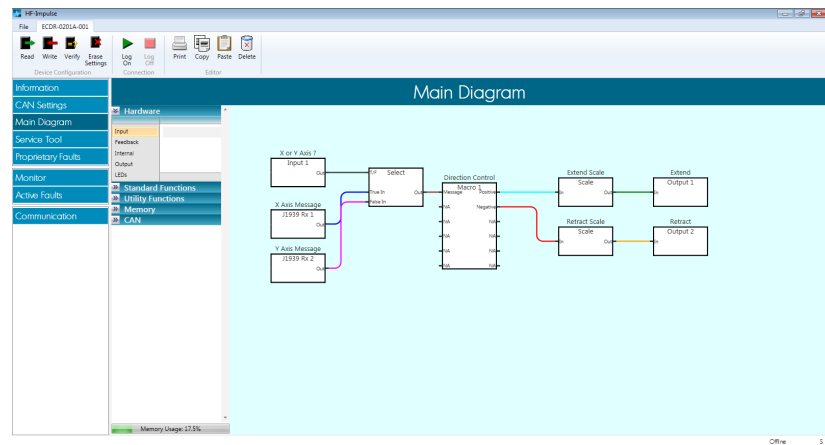 HF-Impulse
File ECDR-0201A-001
Read Write Verify Erase Settings Log On Log Off Print Copy Paste Delete
Device Configuration Connection Editor
Main Diagram
Information
CAN Settings
Main Diagram
Service Tool
Proprietary Faults
Monitor
Active Faults
Communication
Hardware
Input
Feedback
Internal
Output
LEDs
Standard Functions
Utility Functions
Memory
CAN
Memory Usage: 17.5%
X or Y Axis ?
Input 1
Out
X Axis Message
J1939 Rx 1
Out
Y Axis Message
J1939 Rx 2
Out
T/F Select
True In Out
False In
Direction Control
Macro 1
Message Positive
NA Negative
NA NA
NA NA
NA NA
NA NA
Extend Scale
Scale
In Out
Extend
Output 1
In
Retract Scale
Scale
In Out
Retract
Output 2
In
Offline S